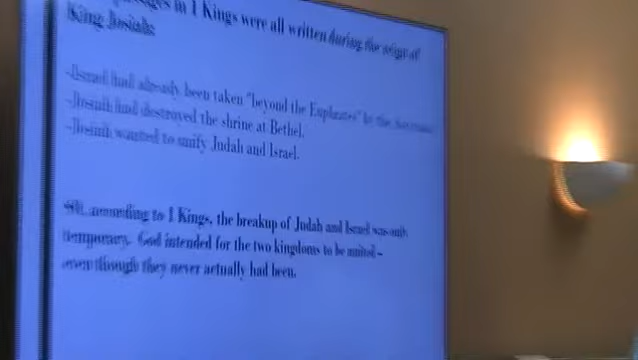 in 1 Kings were all written during the reign of
King Josiah:
-Israel had already been taken "beyond the Euphrates" by the Assyrians
-Josiah had destroyed the shrine at Bethel.
-Josiah wanted to unify Judah and Israel.
So, according to 1 Kings, the breakup of Judah and Israel was only
temporary. God intended for the two kingdoms to be united –
even though they never actually had been.